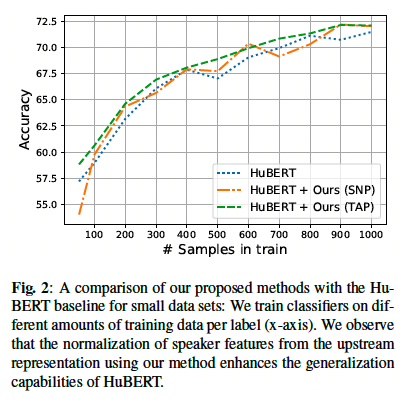 72.5
70.0
67.5
65.0
62.5
60.0
57.5
55.0
Accuracy
HuBERT
HuBERT + Ours (SNP)
HuBERT + Ours (TAP)
100 200 300 400 500 600 700 800 900 1000
# Samples in train
Fig. 2: A comparison of our proposed methods with the Hu-
BERT baseline for small data sets: We train classifiers on dif-
ferent amounts of training data per label (x-axis). We observe
that the normalization of speaker features from the upstream
representation using our method enhances the generalization
capabilities of HuBERT.